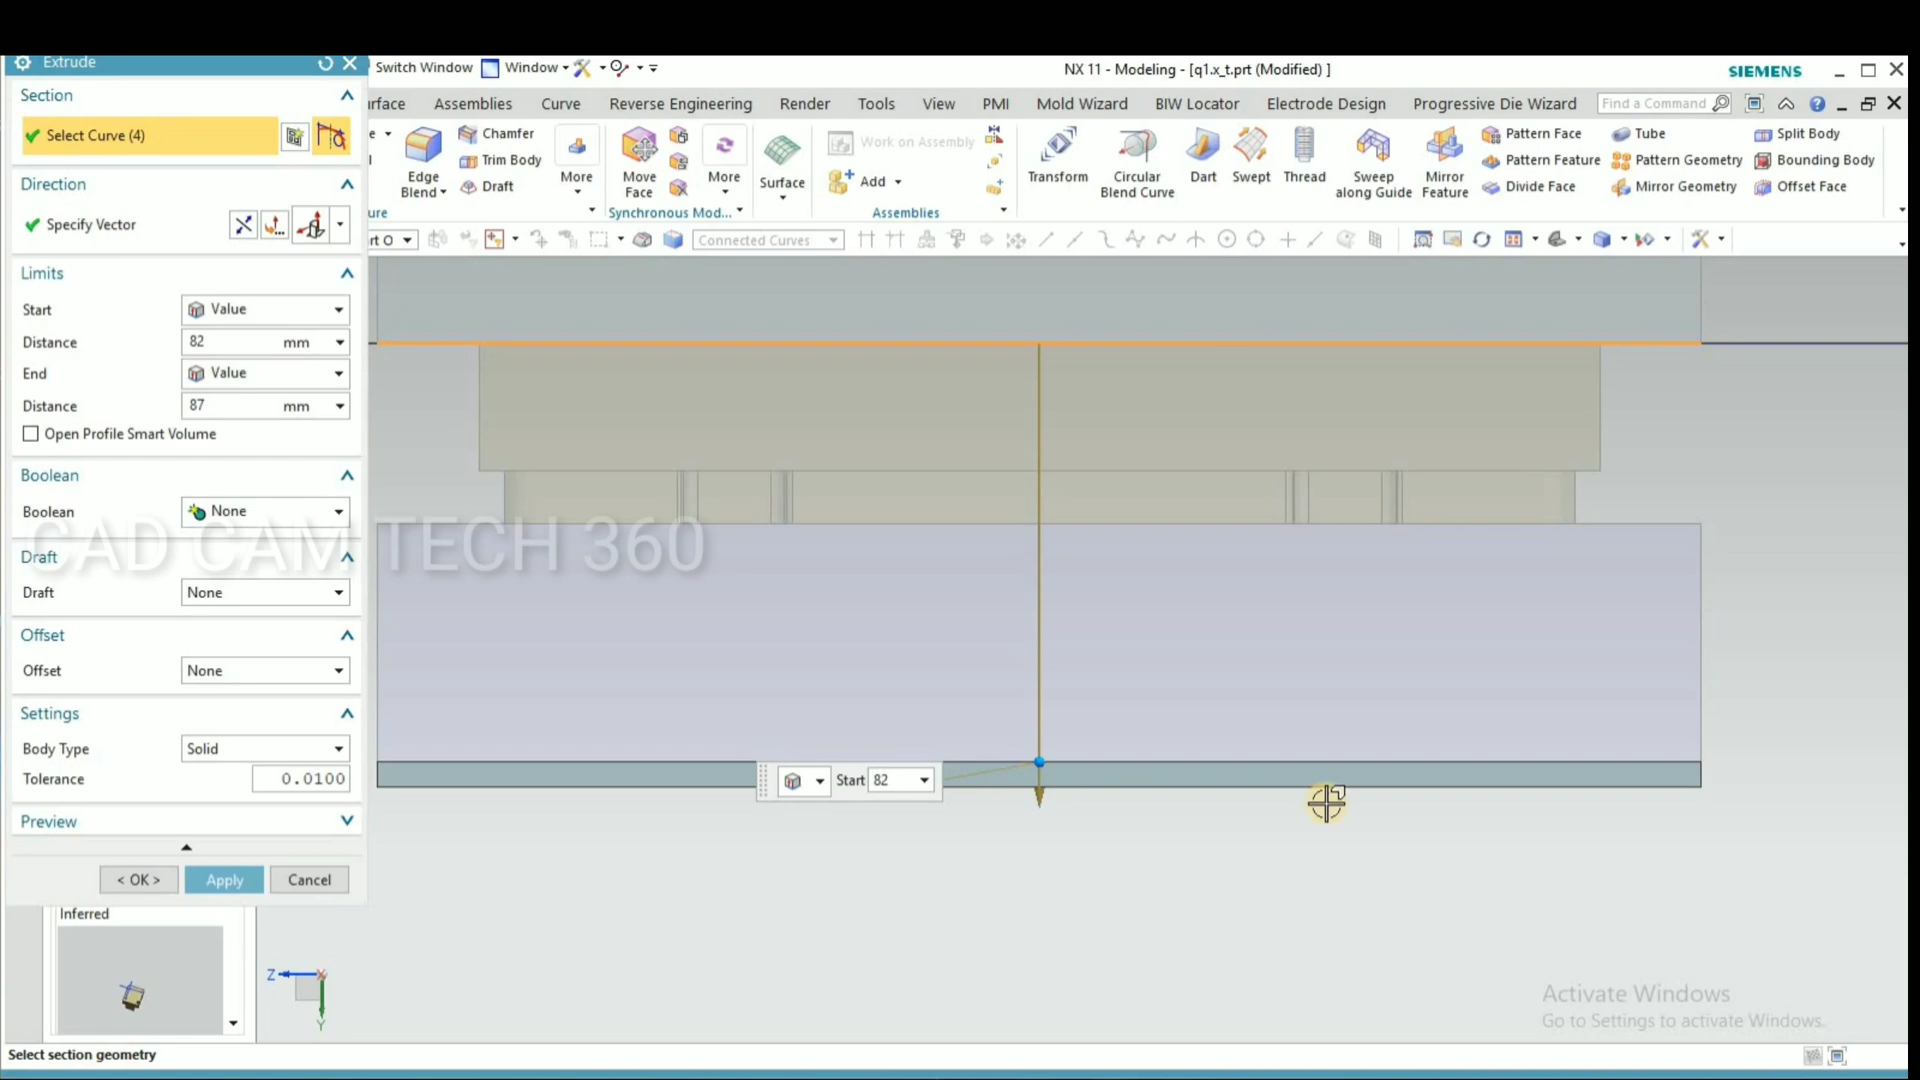 Extrude
Switch Window
Window
NX 11 - Modeling - [q1.x_t.prt (Modified) ]
SIEMENS
urface
Assemblies
Curve
Reverse Engineering
Render
Tools
View
PMI
Mold Wizard
BIW Locator
Electrode Design
Progressive Die Wizard
Find a Command
Section
Select Curve (4)
Direction
Specify Vector
Limits
Start
Value
Distance
82
mm
End
Value
Distance
87
mm
Open Profile Smart Volume
Boolean
Boolean
None
Draft
Draft
None
Offset
Offset
None
Settings
Body Type
Solid
Tolerance
0.0100
Preview
< OK >
Apply
Cancel
Inferred
e
l
ure
Edge
Blend
Chamfer
Trim Body
Draft
More
Move
Face
More
Synchronous Mod...
Surface
Work on Assembly
Add
Assemblies
Transform
Circular
Blend Curve
Dart
Swept
Thread
Sweep
along Guide
Mirror
Feature
Pattern Face
Pattern Feature
Divide Face
Tube
Pattern Geometry
Mirror Geometry
Split Body
Bounding Body
Offset Face
rt O
Connected Curves
CAD CAM TECH 360
Start
82
Z
X
Y
Activate Windows
Go to Settings to activate Windows.
Select section geometry